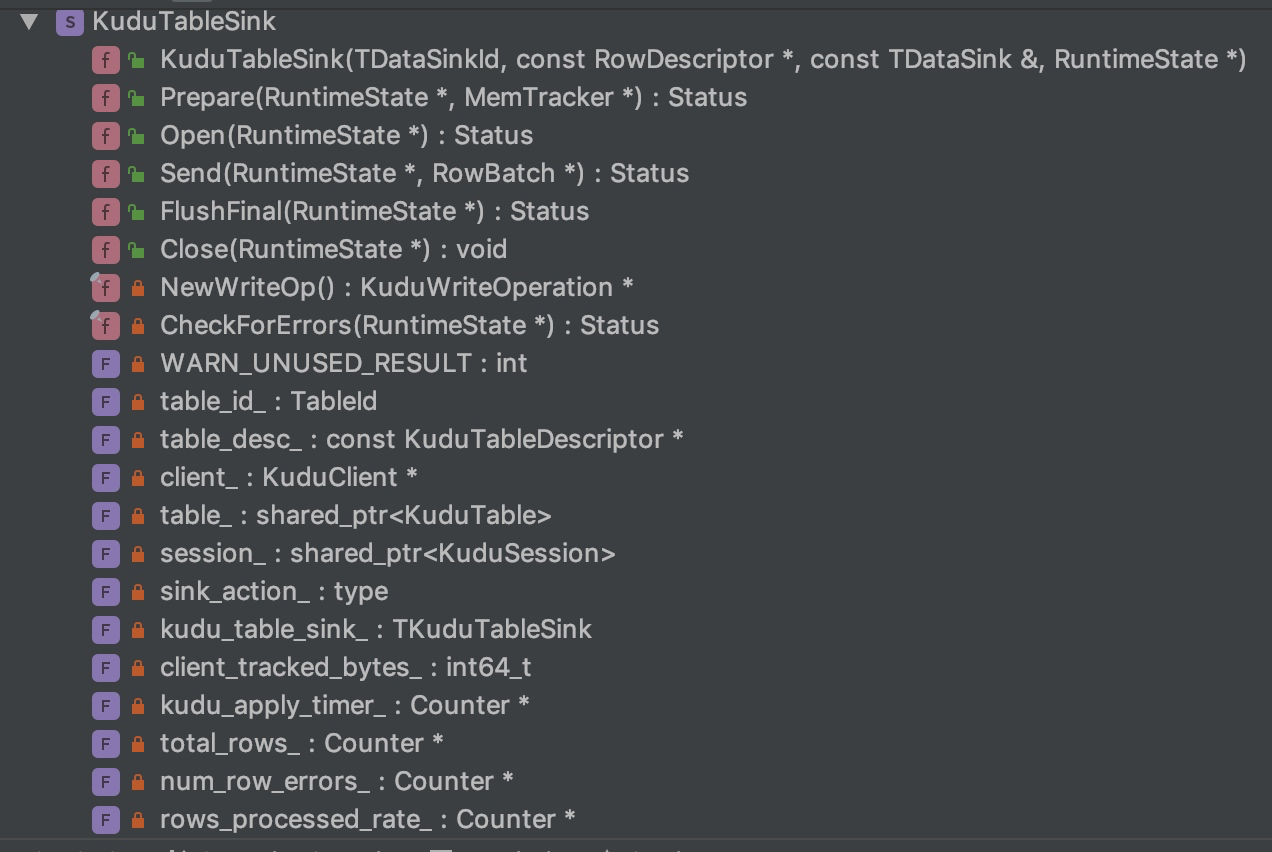 S KuduTableSink
f KuduTableSink(TDataSinkId, const RowDescriptor *, const TDataSink &, RuntimeState *)
f Prepare(RuntimeState *, MemTracker *) : Status
f Open(RuntimeState *) : Status
f Send(RuntimeState *, RowBatch *) : Status
f FlushFinal(RuntimeState *) : Status
f Close(RuntimeState *) : void
f NewWriteOp() : KuduWriteOperation *
f CheckForErrors(RuntimeState *) : Status
F WARN_UNUSED_RESULT : int
F table_id_ : TableId
F table_desc_ : const KuduTableDescriptor *
F client_ : KuduClient *
F table_ : shared_ptr<KuduTable>
F session_ : shared_ptr<KuduSession>
F sink_action_ : type
F kudu_table_sink_ : TKuduTableSink
F client_tracked_bytes_ : int64_t
F kudu_apply_timer_ : Counter *
F total_rows_ : Counter *
F num_row_errors_ : Counter *
F rows_processed_rate_ : Counter *